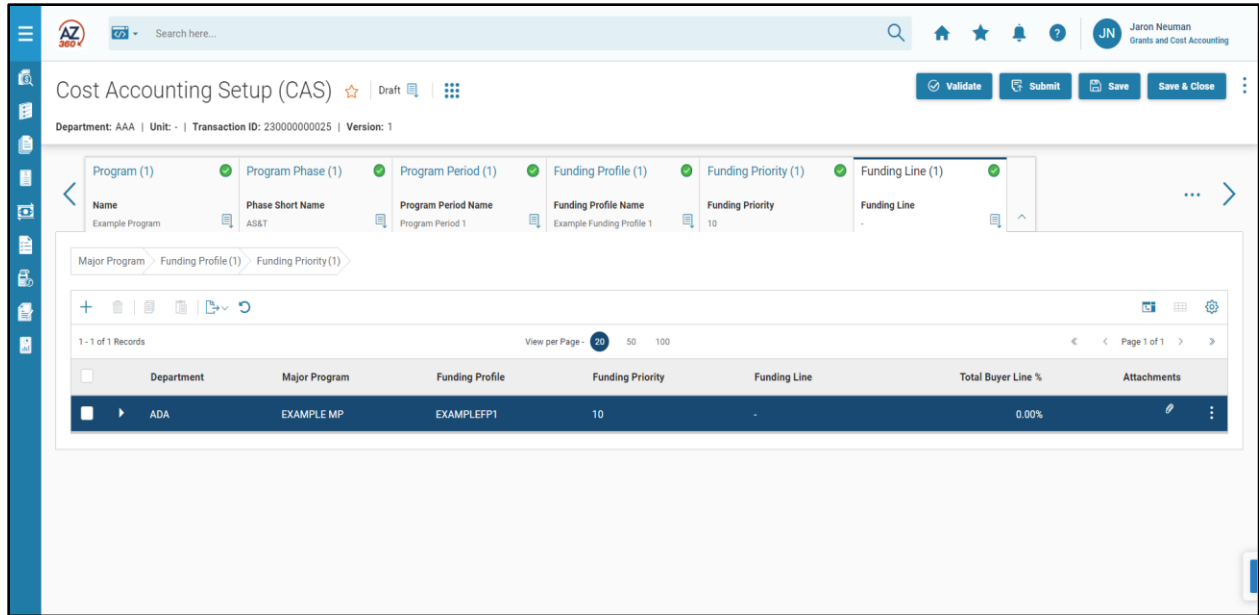 AZ
360
Search here...
JN
Jaron Neuman
Grants and Cost Accounting
Cost Accounting Setup (CAS)
Draft
Validate
Submit
Save
Save & Close
Department: AAA | Unit: - | Transaction ID: 230000000025 | Version: 1
Program (1)
Name
Example Program
Program Phase (1)
Phase Short Name
AS&T
Program Period (1)
Program Period Name
Program Period 1
Funding Profile (1)
Funding Profile Name
Example Funding Profile 1
Funding Priority (1)
Funding Priority
10
Funding Line (1)
Funding Line
-
Major Program
Funding Profile (1)
Funding Priority (1)
1 - 1 of 1 Records
View per Page - 20 50 100
Page 1 of 1
Department Major Program Funding Profile Funding Priority Funding Line Total Buyer Line % Attachments
ADA EXAMPLE MP EXAMPLEFP1 10 - 0.00%